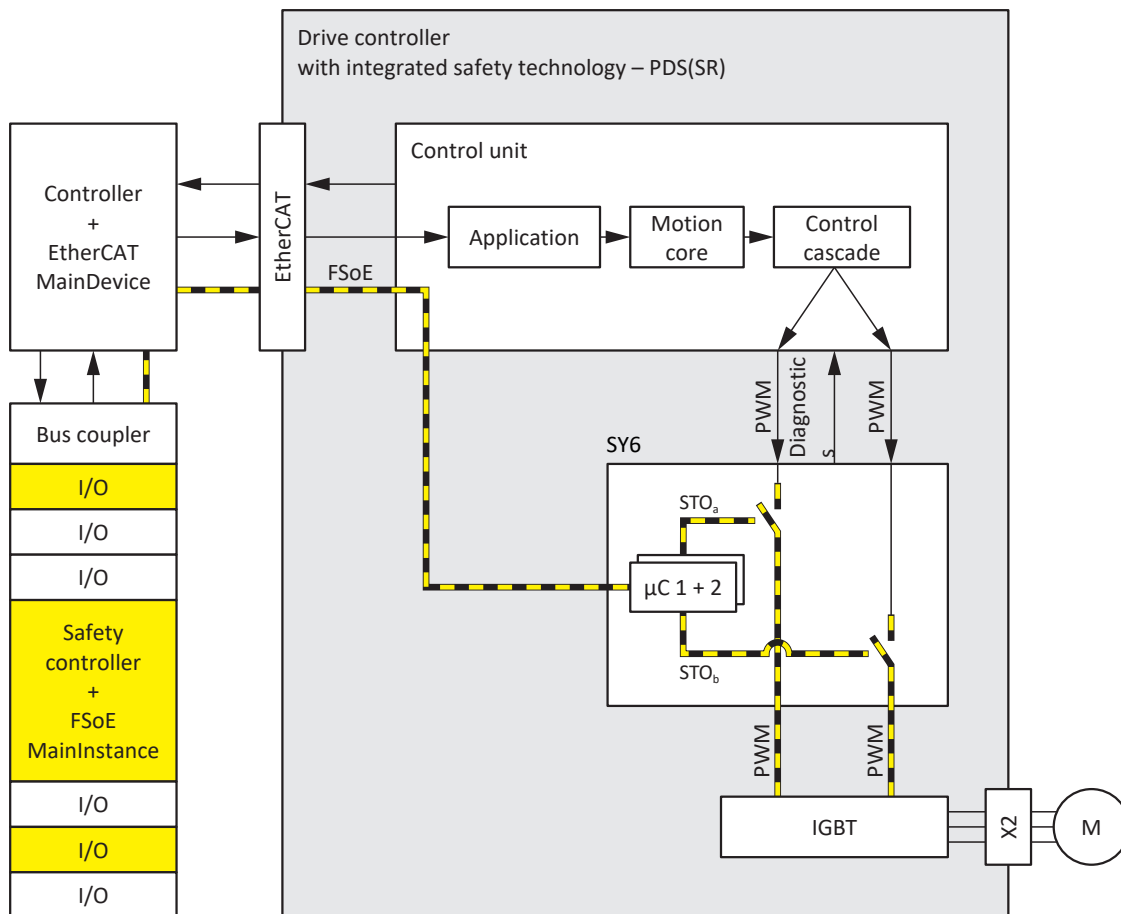 Drive controller
with integrated safety technology – PDS(SR)
Controller
+
EtherCAT
MainDevice
EtherCAT
Control unit
Application
Motion
core
Control
cascade
FSoE
PWM
Diagnostic
s
PWM
Bus coupler
I/O
I/O
I/O
Safety
controller
+
FSoE
MainInstance
I/O
I/O
I/O
SY6
STOa
µC 1 + 2
STOb
PWM
PWM
IGBT
X2
M